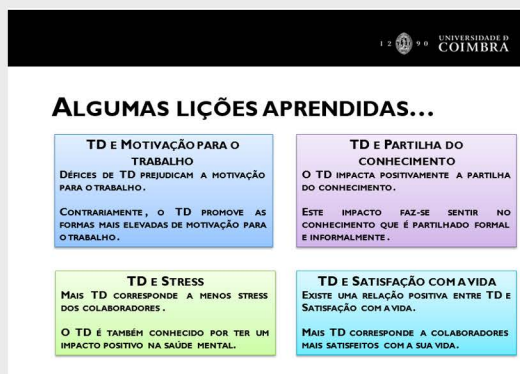 1 2 9 0 UNIVERSIDADE D
COIMBRA
ALGUMAS LIÇÕES APRENDIDAS...
TD E MOTIVAÇÃO PARA O
TRABALHO
DÉFICES DE TD PREJUDICAM A MOTIVAÇÃO
PARA O TRABALHO.
CONTRARIAMENTE, O TD PROMOVE AS
FORMAS MAIS ELEVADAS DE MOTIVAÇÃO PARA
O TRABALHO.
TD E PARTILHA DO
CONHECIMENTO
O TD IMPACTA POSITIVAMENTE A PARTILHA
DO CONHECIMENTO.
ESTE IMPACTO FAZ-SE SENTIR NO
CONHECIMENTO QUE É PARTILHADO FORMAL
E INFORMALMENTE.
TD E STRESS
MAIS TD CORRESPONDE A MENOS STRESS
DOS COLABORADORES.
O TD É TAMBÉM CONHECIDO POR TER UM
IMPACTO POSITIVO NA SAÚDE MENTAL.
TD E SATISFAÇÃO COM A VIDA
EXISTE UMA RELAÇÃO POSITIVA ENTRE TD E
SATISFAÇÃO COM A VIDA.
MAIS TD CORRESPONDE A COLABORADORES
MAIS SATISFEITOS COM A SUA VIDA.